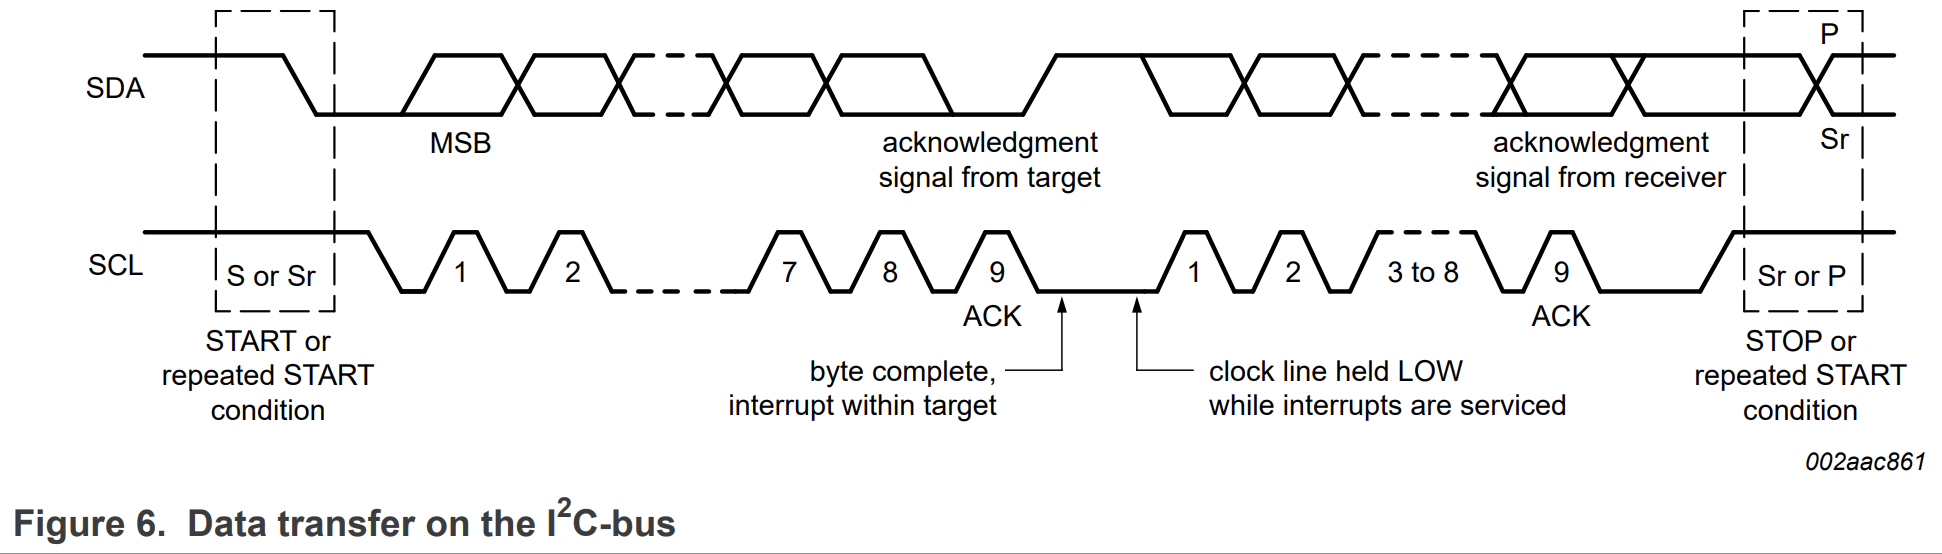 P
SDA
MSB
acknowledgment
signal from target
acknowledgment
signal from receiver
Sr
SCL
S or Sr
1
2
7
8
9
1
2
3 to 8
9
Sr or P
ACK
ACK
START or
repeated START
condition
byte complete,
interrupt within target
clock line held LOW
while interrupts are serviced
STOP or
repeated START
condition
002aac861
Figure 6. Data transfer on the I²C-bus